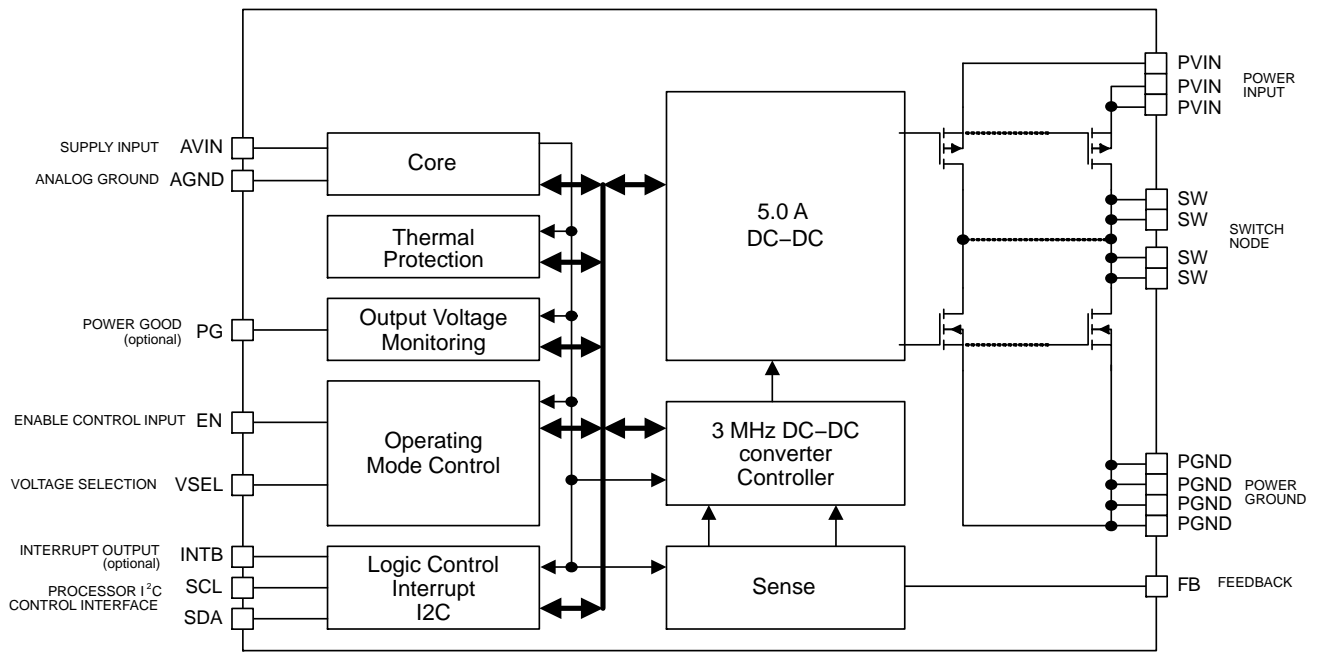 SUPPLY INPUT AVIN
ANALOG GROUND AGND
POWER GOOD
(optional)
PG
ENABLE CONTROL INPUT EN
VOLTAGE SELECTION VSEL
INTERRUPT OUTPUT
(optional)
INTB
PROCESSOR I²C
CONTROL INTERFACE
SCL
SDA
Core
Thermal
Protection
Output Voltage
Monitoring
Operating
Mode Control
Logic Control
Interrupt
I2C
5.0 A
DC−DC
3 MHz DC−DC
converter
Controller
Sense
PVIN
PVIN
PVIN
POWER
INPUT
SW
SW
SW
SW
SWITCH
NODE
PGND
PGND
PGND
PGND
POWER
GROUND
FB FEEDBACK